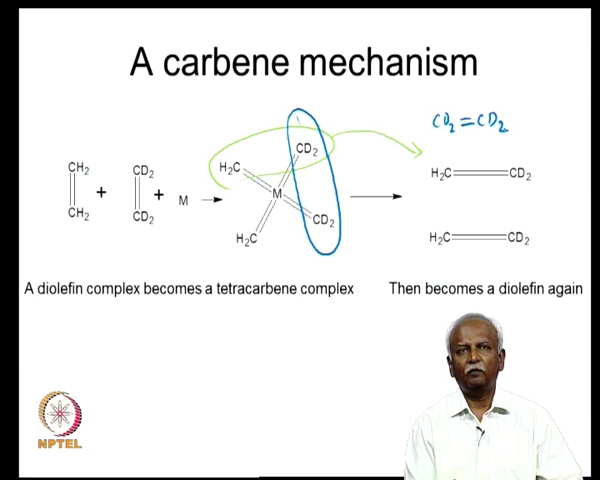 A carbene mechanism
CD2=CD2
CH2
CH2
+
CD2
CD2
+
M
H2C
CD2
M
CD2
H2C
H2C
CD2
H2C
CD2
A diolefin complex becomes a tetracarbene complex
Then becomes a diolefin again
NPTEL